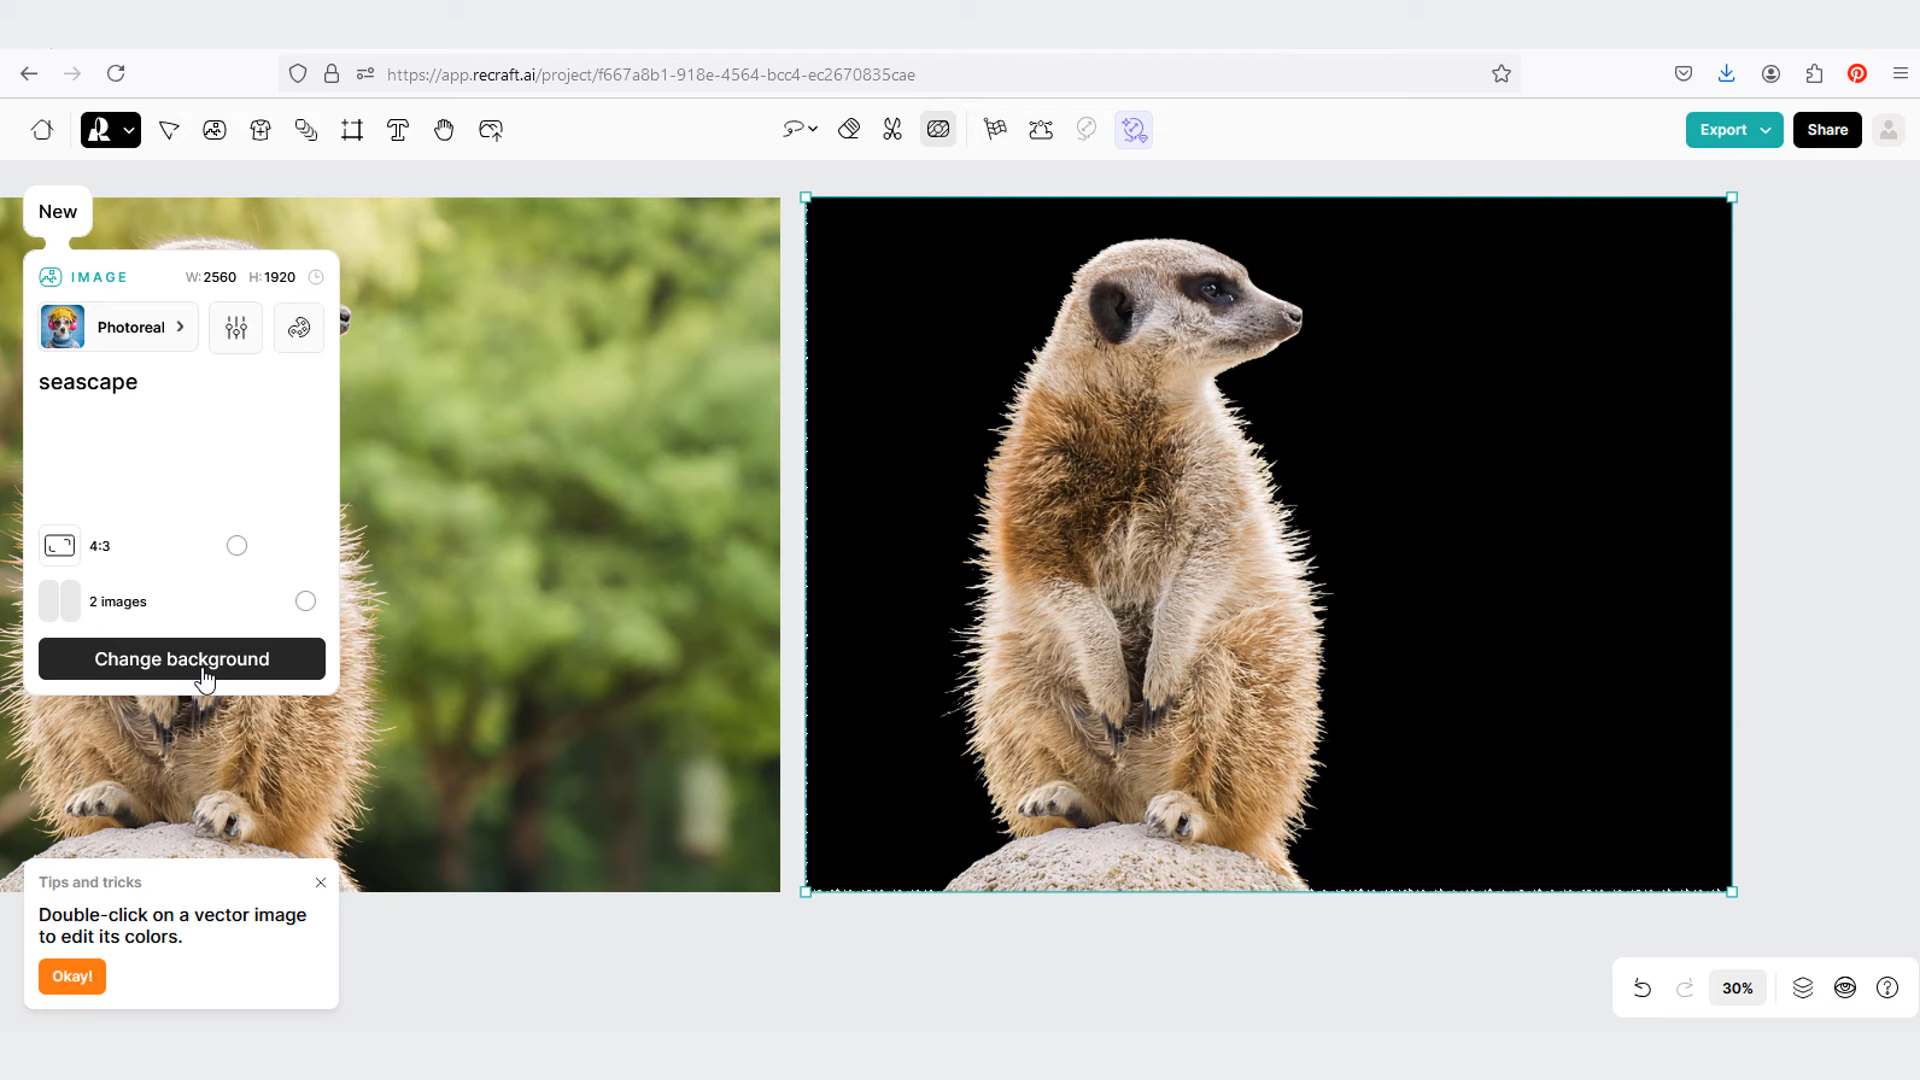 https://app.recraft.ai/project/f667a8b1-918e-4564-bcc4-ec2670835cae
Export
Share
New
IMAGE W:2560 H:1920
Photoreal
seascape
4:3
2 images
Change background
Tips and tricks
Double-click on a vector image
to edit its colors.
Okay!
30%